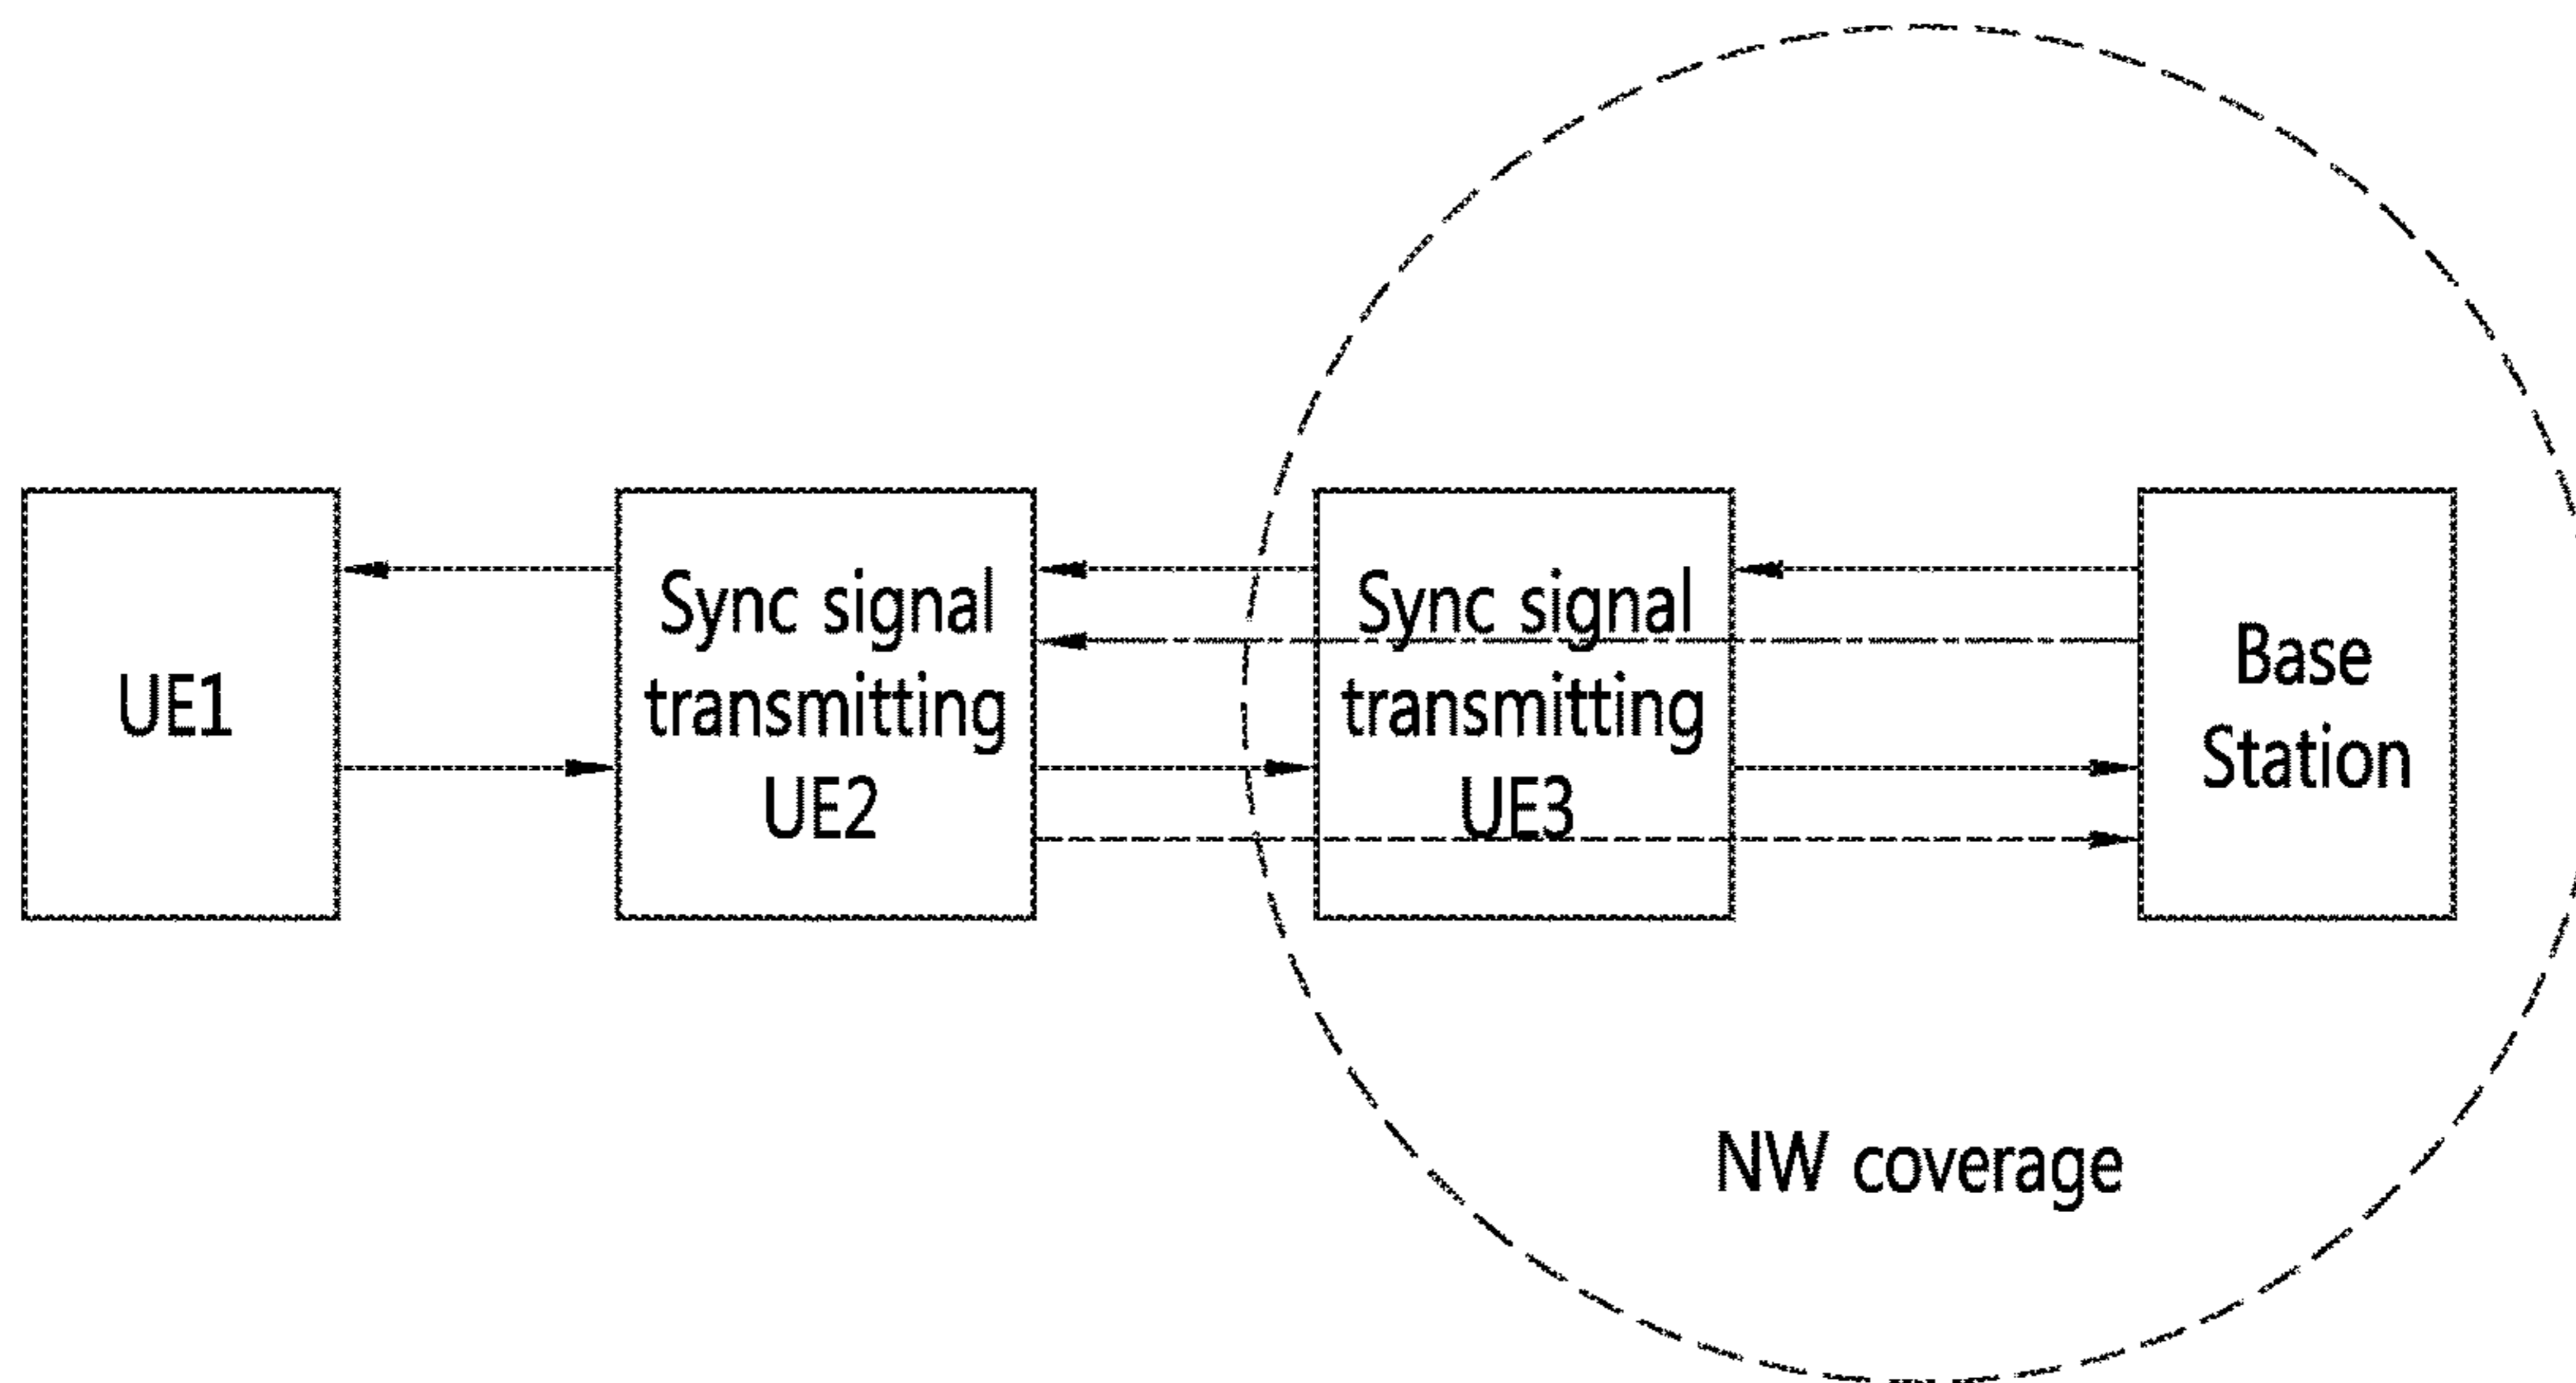 UE1
Sync signal
transmitting
UE2
Sync signal
transmitting
UE3
Base
Station
NW coverage